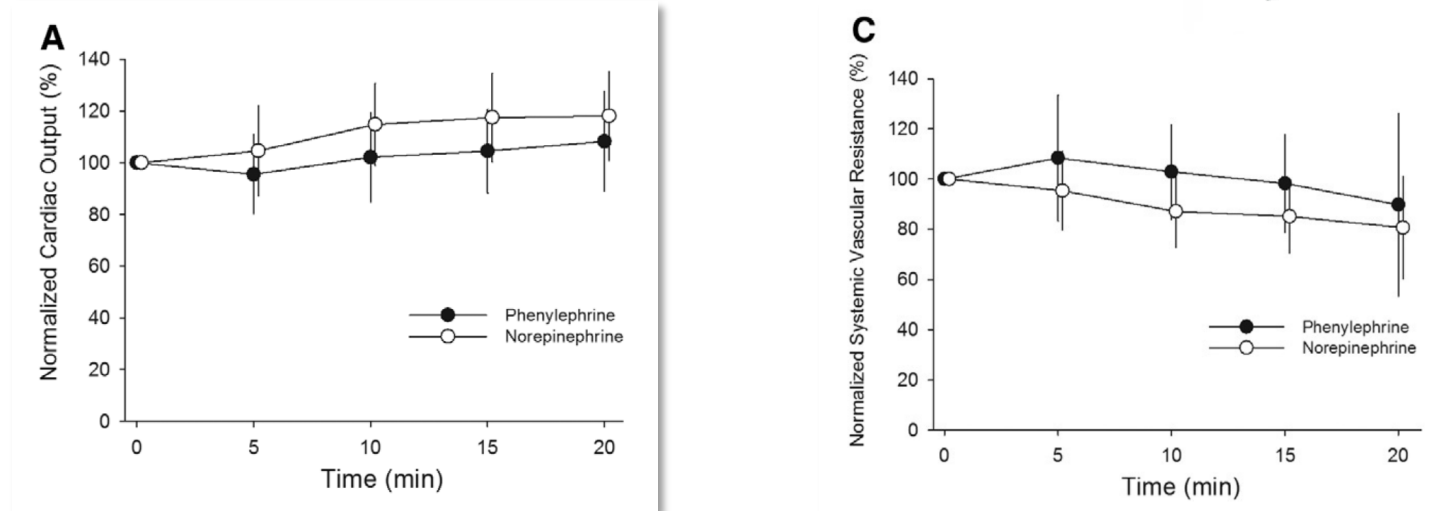 A
Normalized Cardiac Output (%)
140
120
100
80
60
40
20
0
Phenylephrine
Norepinephrine
0 5 10 15 20
Time (min)
C
Normalized Systemic Vascular Resistance (%)
140
120
100
80
60
40
20
0
Phenylephrine
Norepinephrine
0 5 10 15 20
Time (min)